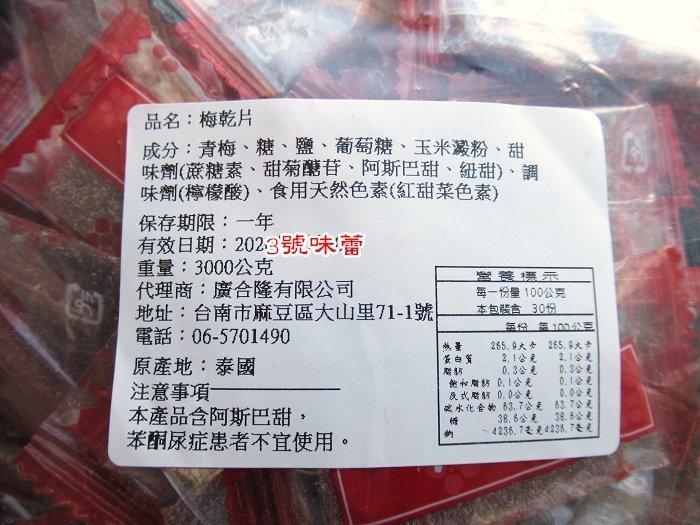 品名：梅乾片
成分：青梅、糖、鹽、葡萄糖、玉米澱粉、甜
味劑(蔗糖素、甜菊醣苷、阿斯巴甜、紐甜)、調
味劑(檸檬酸)、食用天然色素(紅甜菜色素)
保存期限：一年
有效日期：202
3號味蕾
重量：3000公克
代理商：廣合隆有限公司
地址：台南市麻豆區大山里71-1號
電話：06-5701490
原產地：泰國
注意事項
本產品含阿斯巴甜，
苯酮尿症患者不宜使用。
營養標示
每一份量100公克
本包裝含 30份
每份 每100公克
熱量 265.9大卡 265.9大卡
蛋白質 2.1公克 2.1公克
脂肪 0.3公克 0.3公克
飽和脂肪 0.1公克 0.1公克
反式脂肪 0.0公克 0.0公克
碳水化合物 63.7公克 63.7公克
糖 38.6公克 38.6公克
鈉 4236.7毫克 4236.7毫克